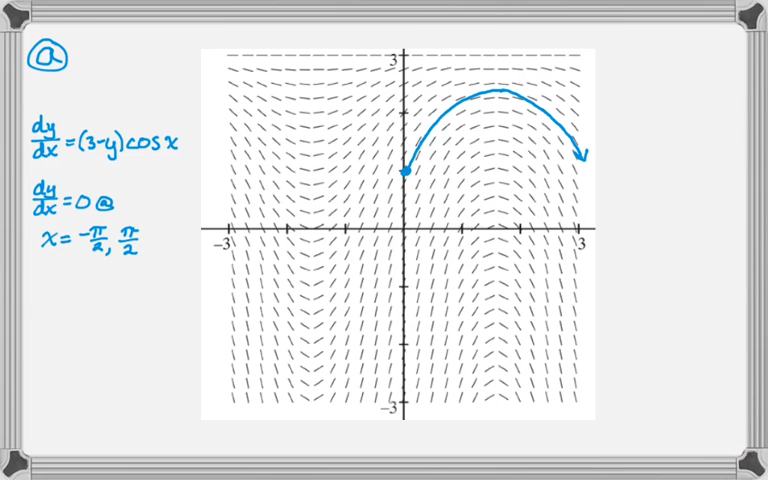 a
dy/dx = (3-y) cos x
dy/dx = 0 @
x = -π/2, π/2
3
-3
3
-3